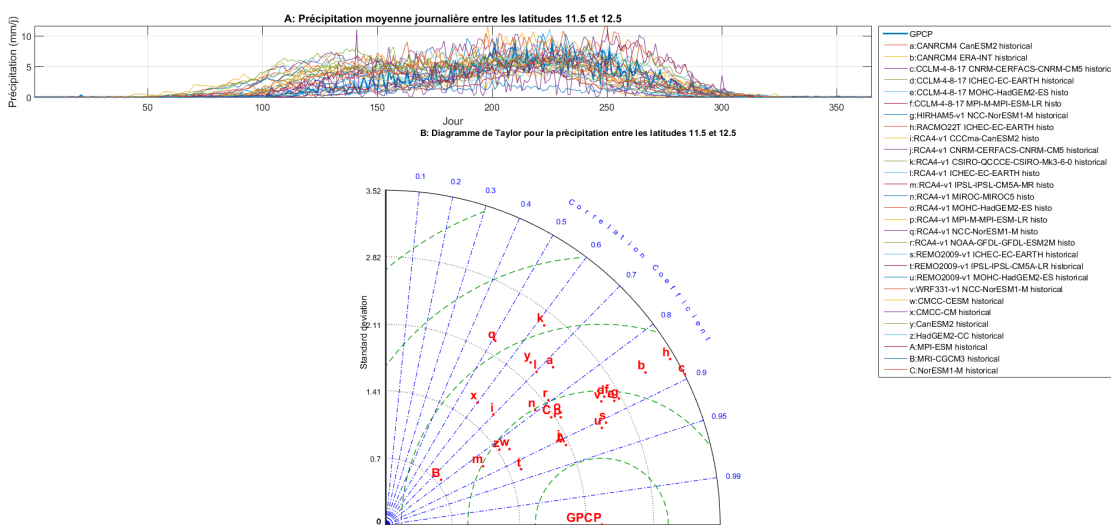 A: Précipitation moyenne journalière entre les latitudes 11.5 et 12.5
Précipitation (mm/j)
10
5
0
50
100
150
200
250
300
350
Jour
GPCP
a:CANRCM4 CanESM2 historical
b:CANRCM4 ERA-INT historical
c:CCLM-4-8-17 CNRM-CERFACS-CNRM-CM5 historic
d:CCLM-4-8-17 ICHEC-EC-EARTH historical
e:CCLM-4-8-17 MOHC-HadGEM2-ES histo
f:CCLM-4-8-17 MPI-M-MPI-ESM-LR histo
g:HIRHAM5-v1 NCC-NorESM1-M historical
h:RACMO22T ICHEC-EC-EARTH histo
i:RCA4-v1 CCCma-CanESM2 histo
j:RCA4-v1 CNRM-CERFACS-CNRM-CM5 historical
k:RCA4-v1 CSIRO-QCCCE-CSIRO-Mk3-6-0 historical
l:RCA4-v1 ICHEC-EC-EARTH histo
m:RCA4-v1 IPSL-IPSL-CM5A-MR histo
n:RCA4-v1 MIROC-MIROC5 histo
o:RCA4-v1 MOHC-HadGEM2-ES histo
p:RCA4-v1 MPI-M-MPI-ESM-LR histo
q:RCA4-v1 NCC-NorESM1-M histo
r:RCA4-v1 NOAA-GFDL-GFDL-ESM2M histo
s:REMO2009-v1 ICHEC-EC-EARTH historical
t:REMO2009-v1 IPSL-IPSL-CM5A-LR historical
u:REMO2009-v1 MOHC-HadGEM2-ES historical
v:WRF331-v1 NCC-NorESM1-M historical
w:CMCC-CESM historical
x:CMCC-CM historical
y:CanESM2 historical
z:HadGEM2-CC historical
A:MPI-ESM historical
B:MRI-CGCM3 historical
C:NorESM1-M historical
B: Diagramme de Taylor pour la précipitation entre les latitudes 11.5 et 12.5
Standard deviation
3.52
2.82
2.11
1.41
0.7
0
0.1
0.2
0.3
0.4
0.5
0.6
0.7
0.8
0.9
0.95
0.99
Correlation Coefficient
k
q
y
l
a
h
b
c
x
i
n
r
C
v
d
f
g
u
s
z
w
A
m
t
B
GPCP